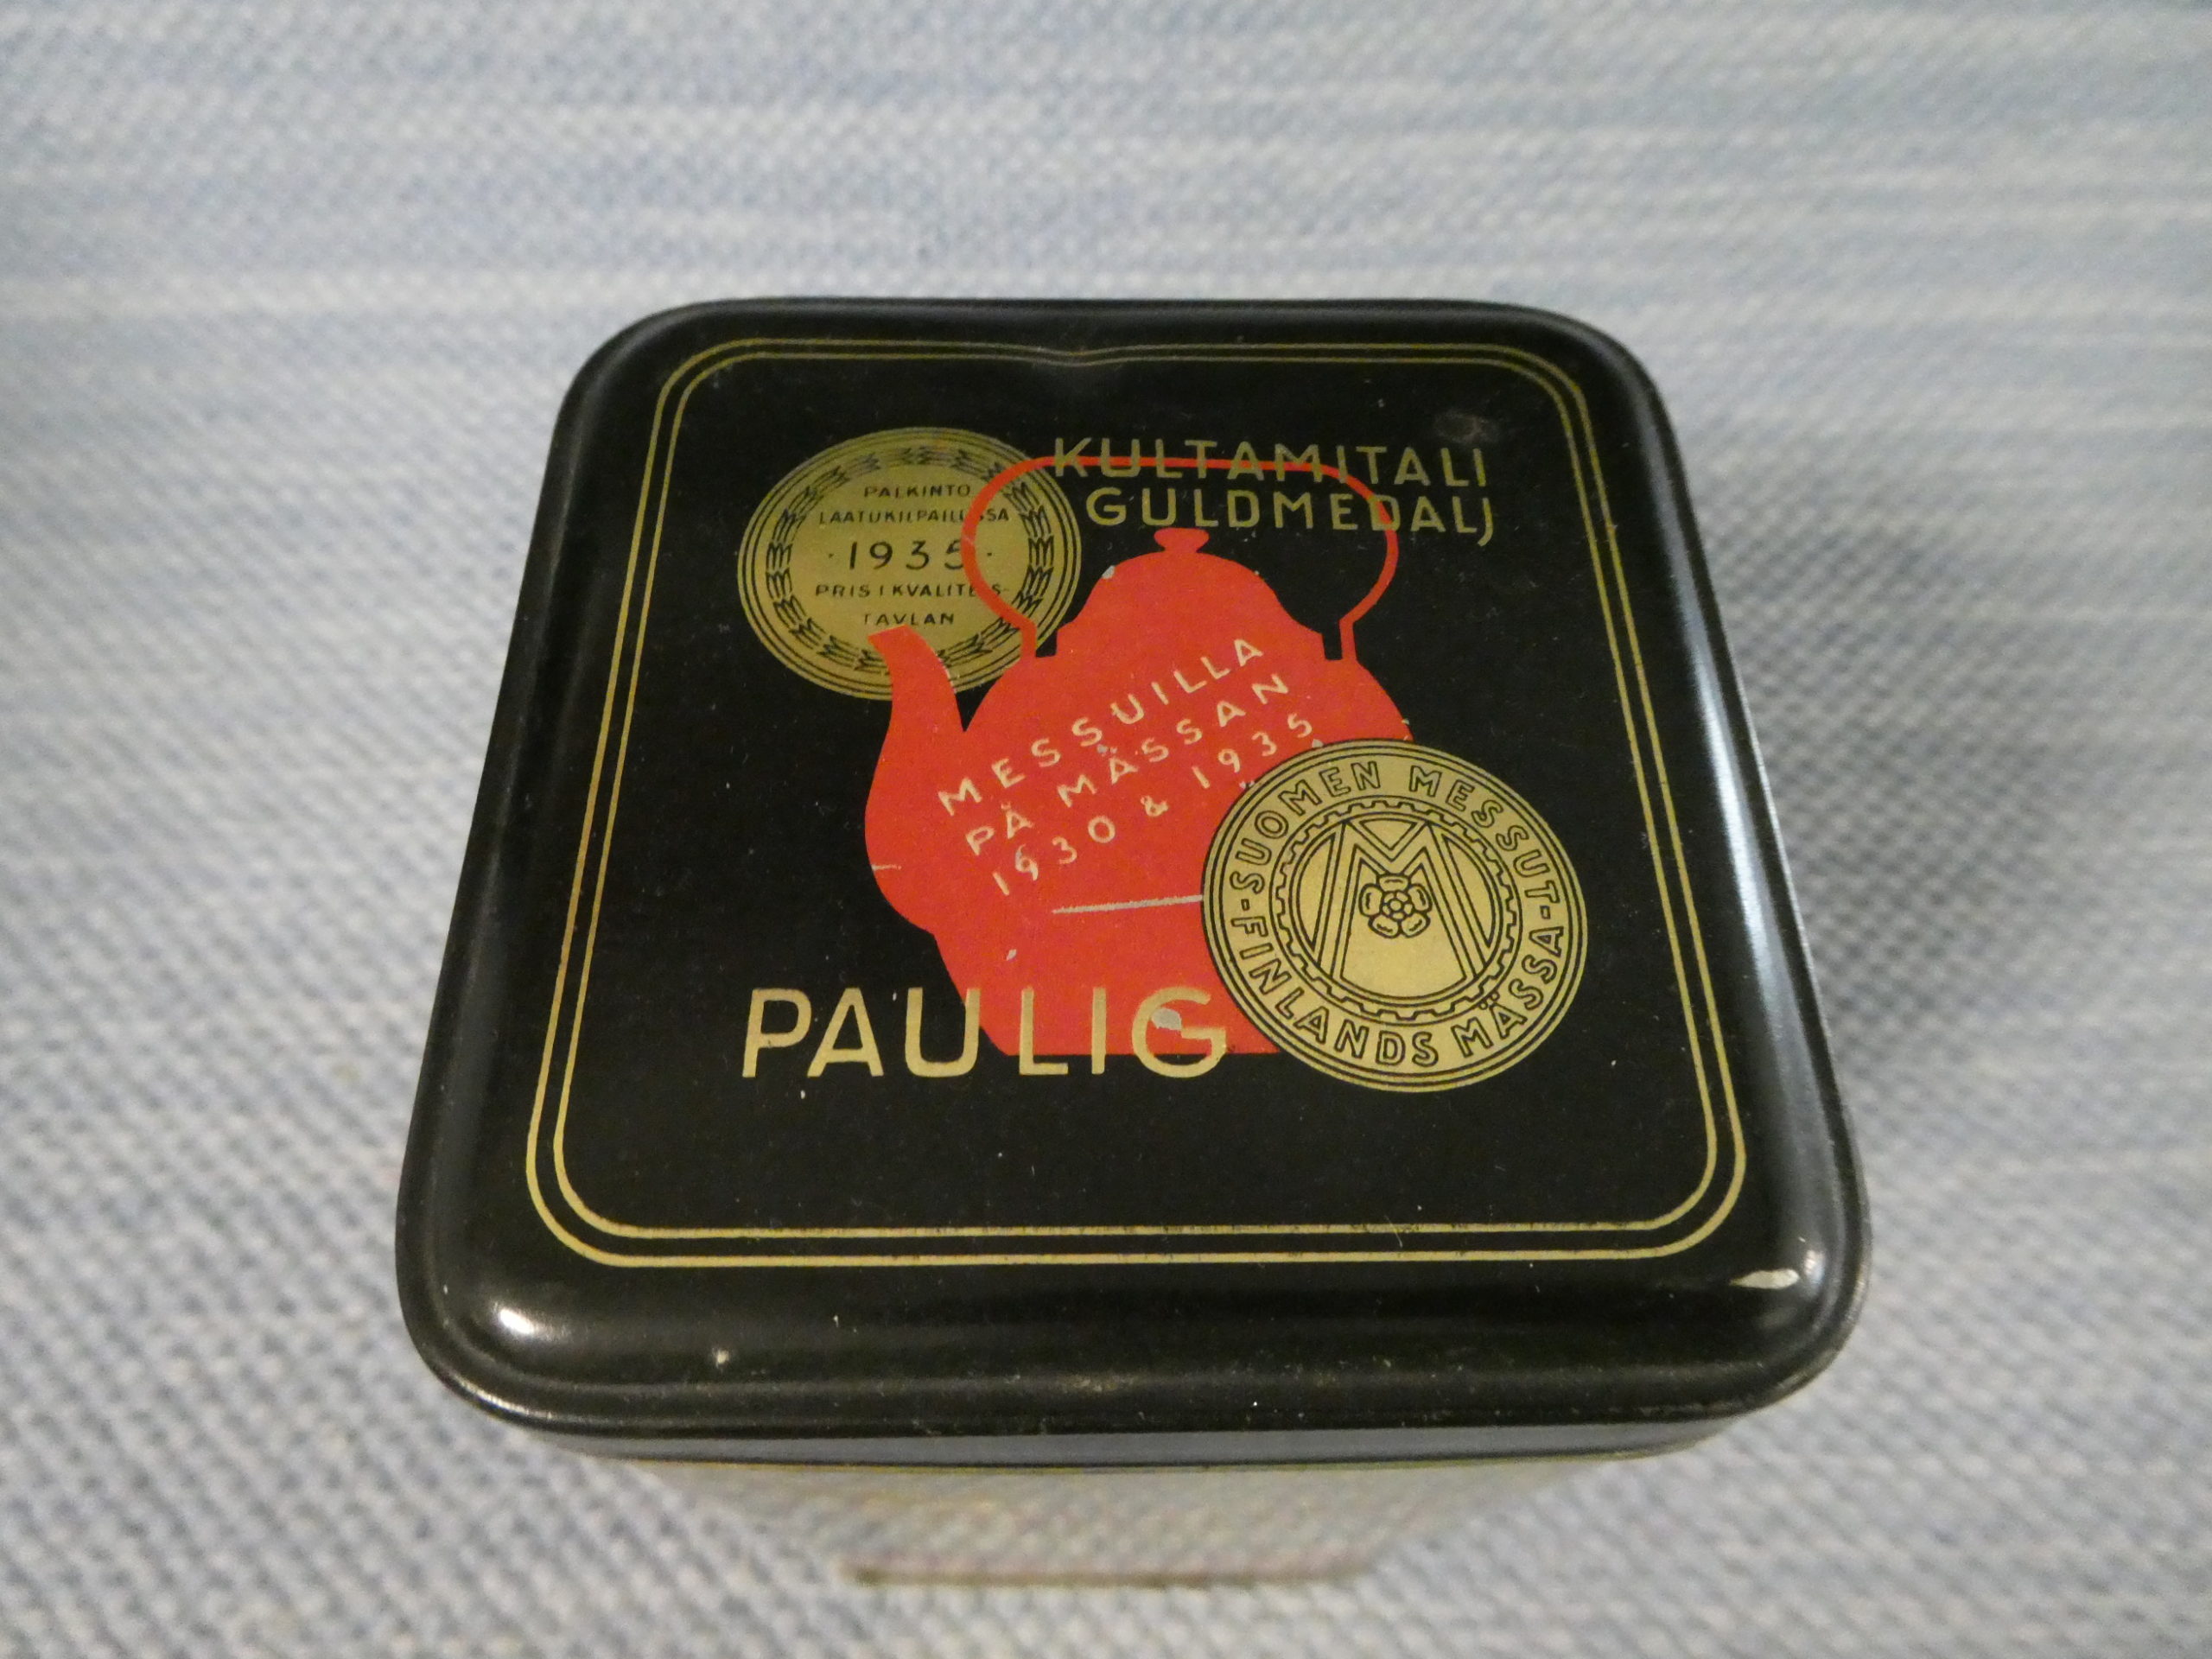 KULTAMITALI
GULDMEDALJ
PALKINTO
LAATUKILPAILUSSA
·1935·
PRIS I KVALITETS-
TAVLAN
MESSUILLA
PÅ MÄSSAN
1930 & 1935
SUOMEN MESSUT-
FINLANDS MÄSSA-
PAULIG